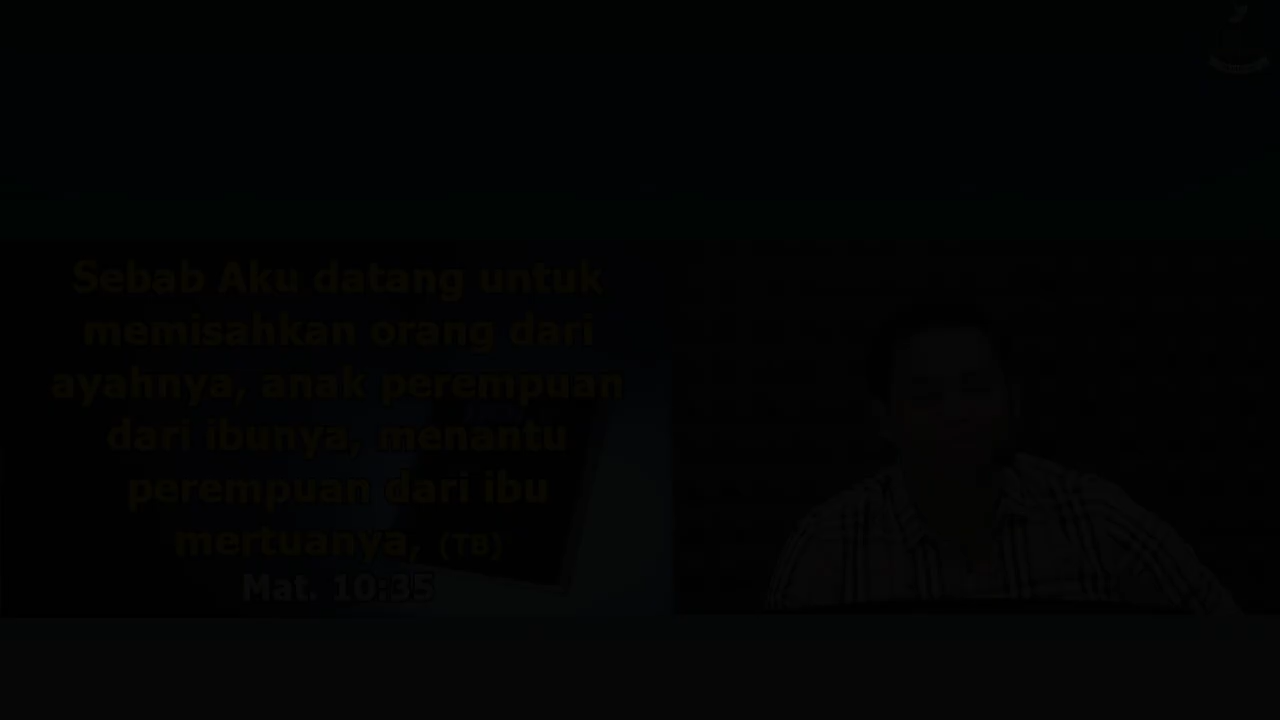 Sebab Aku datang untuk
memisahkan orang dari
ayahnya, anak perempuan
dari ibunya, menantu
perempuan dari ibu
mertuanya, (TB)
Mat. 10:35